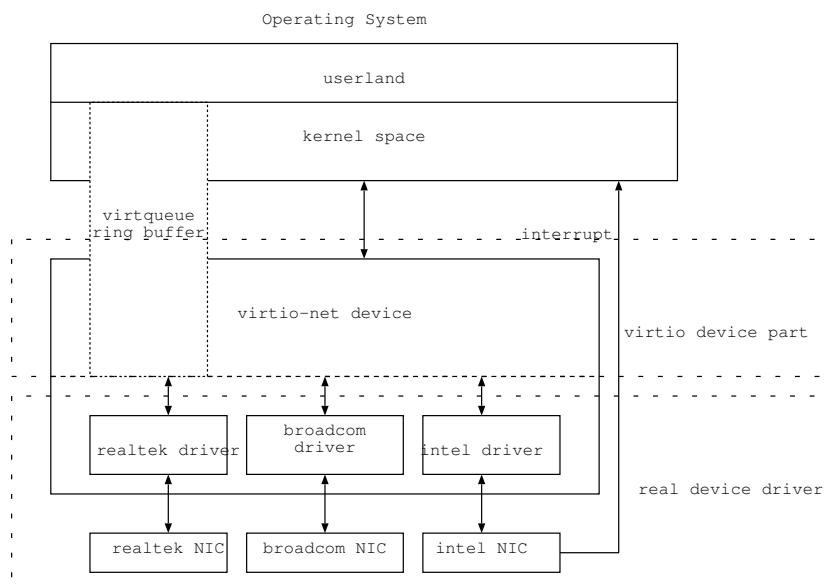 Operating System
userland
kernel space
virtqueue
ring buffer
interrupt
virtio-net device
virtio device part
realtek driver
broadcom
driver
intel driver
real device driver
realtek NIC
broadcom NIC
intel NIC